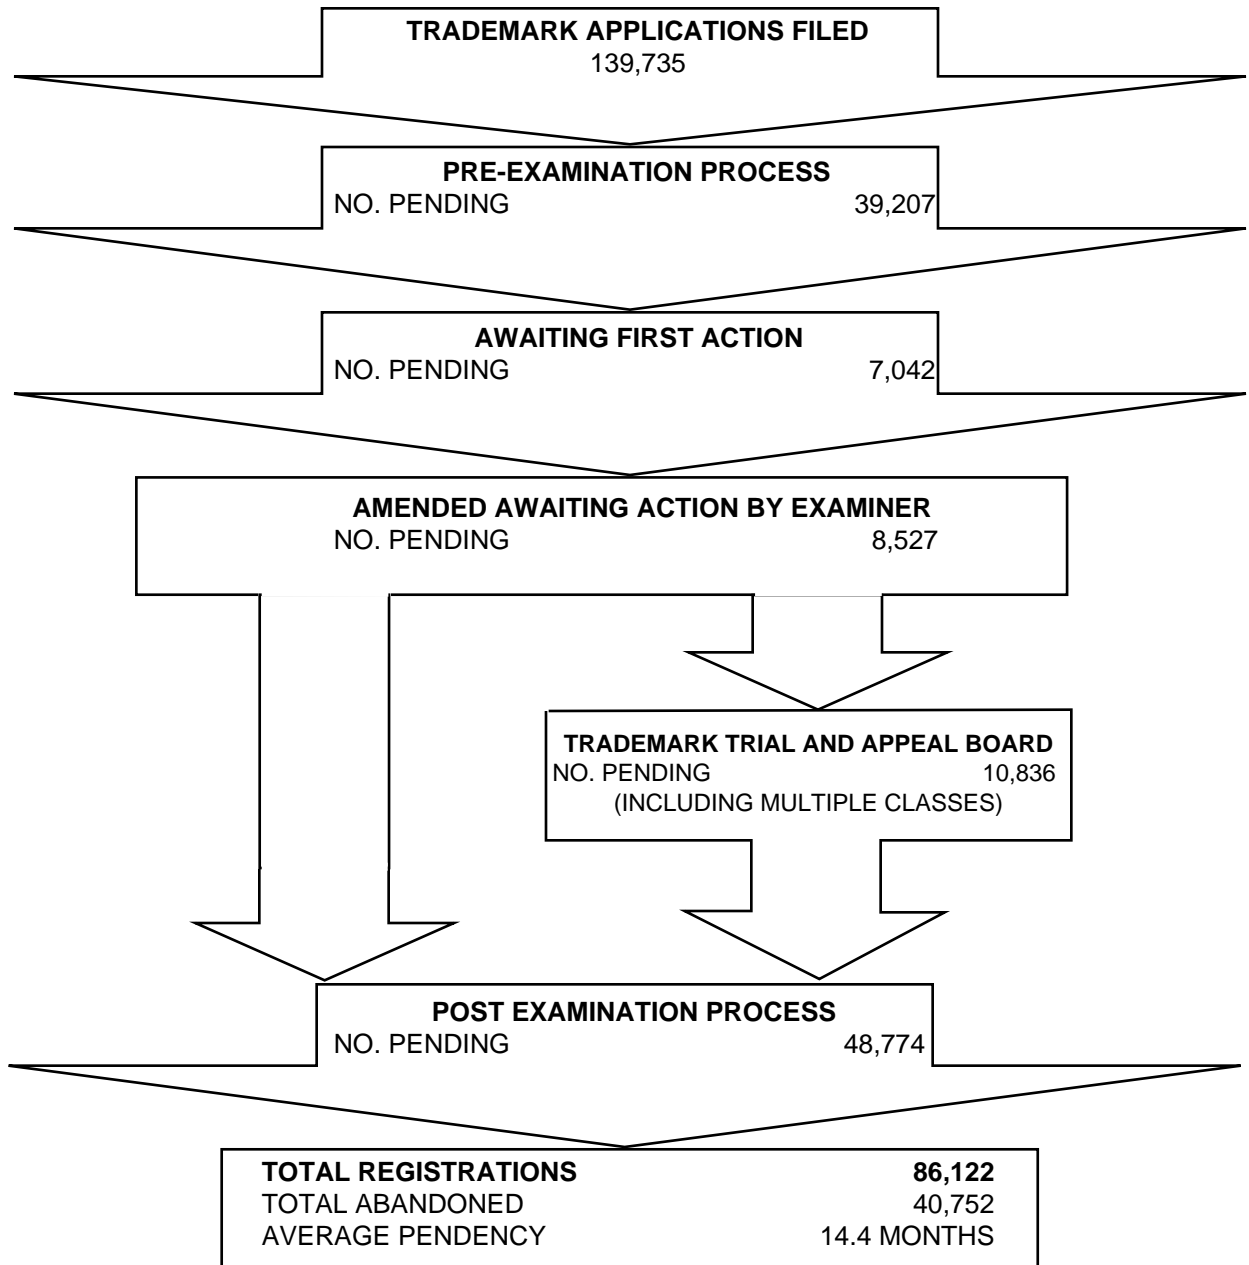 TRADEMARK APPLICATIONS FILED
139,735
PRE-EXAMINATION PROCESS
NO. PENDING 39,207
AWAITING FIRST ACTION
NO. PENDING 7,042
AMENDED AWAITING ACTION BY EXAMINER
NO. PENDING 8,527
TRADEMARK TRIAL AND APPEAL BOARD
NO. PENDING 10,836
(INCLUDING MULTIPLE CLASSES)
POST EXAMINATION PROCESS
NO. PENDING 48,774
TOTAL REGISTRATIONS 86,122
TOTAL ABANDONED 40,752
AVERAGE PENDENCY 14.4 MONTHS